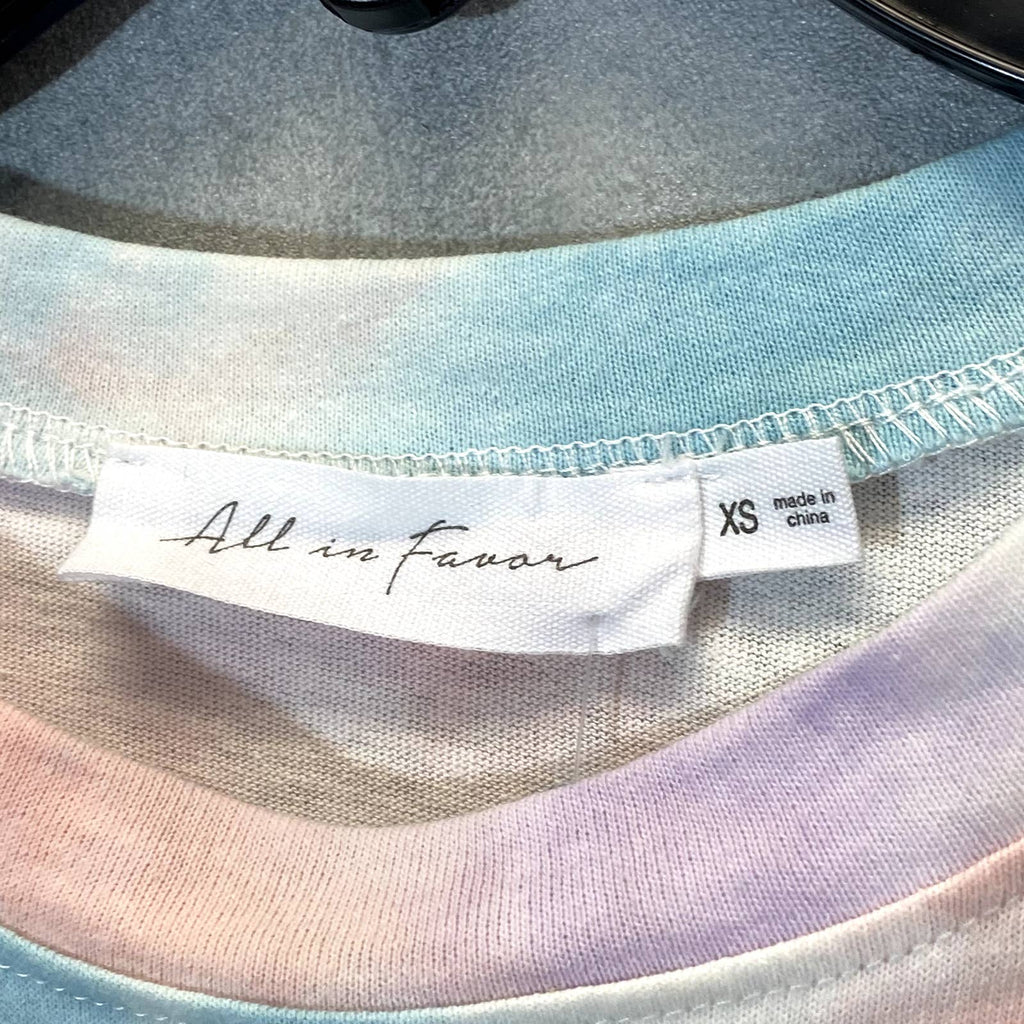 All in Favor
XS
made in
china